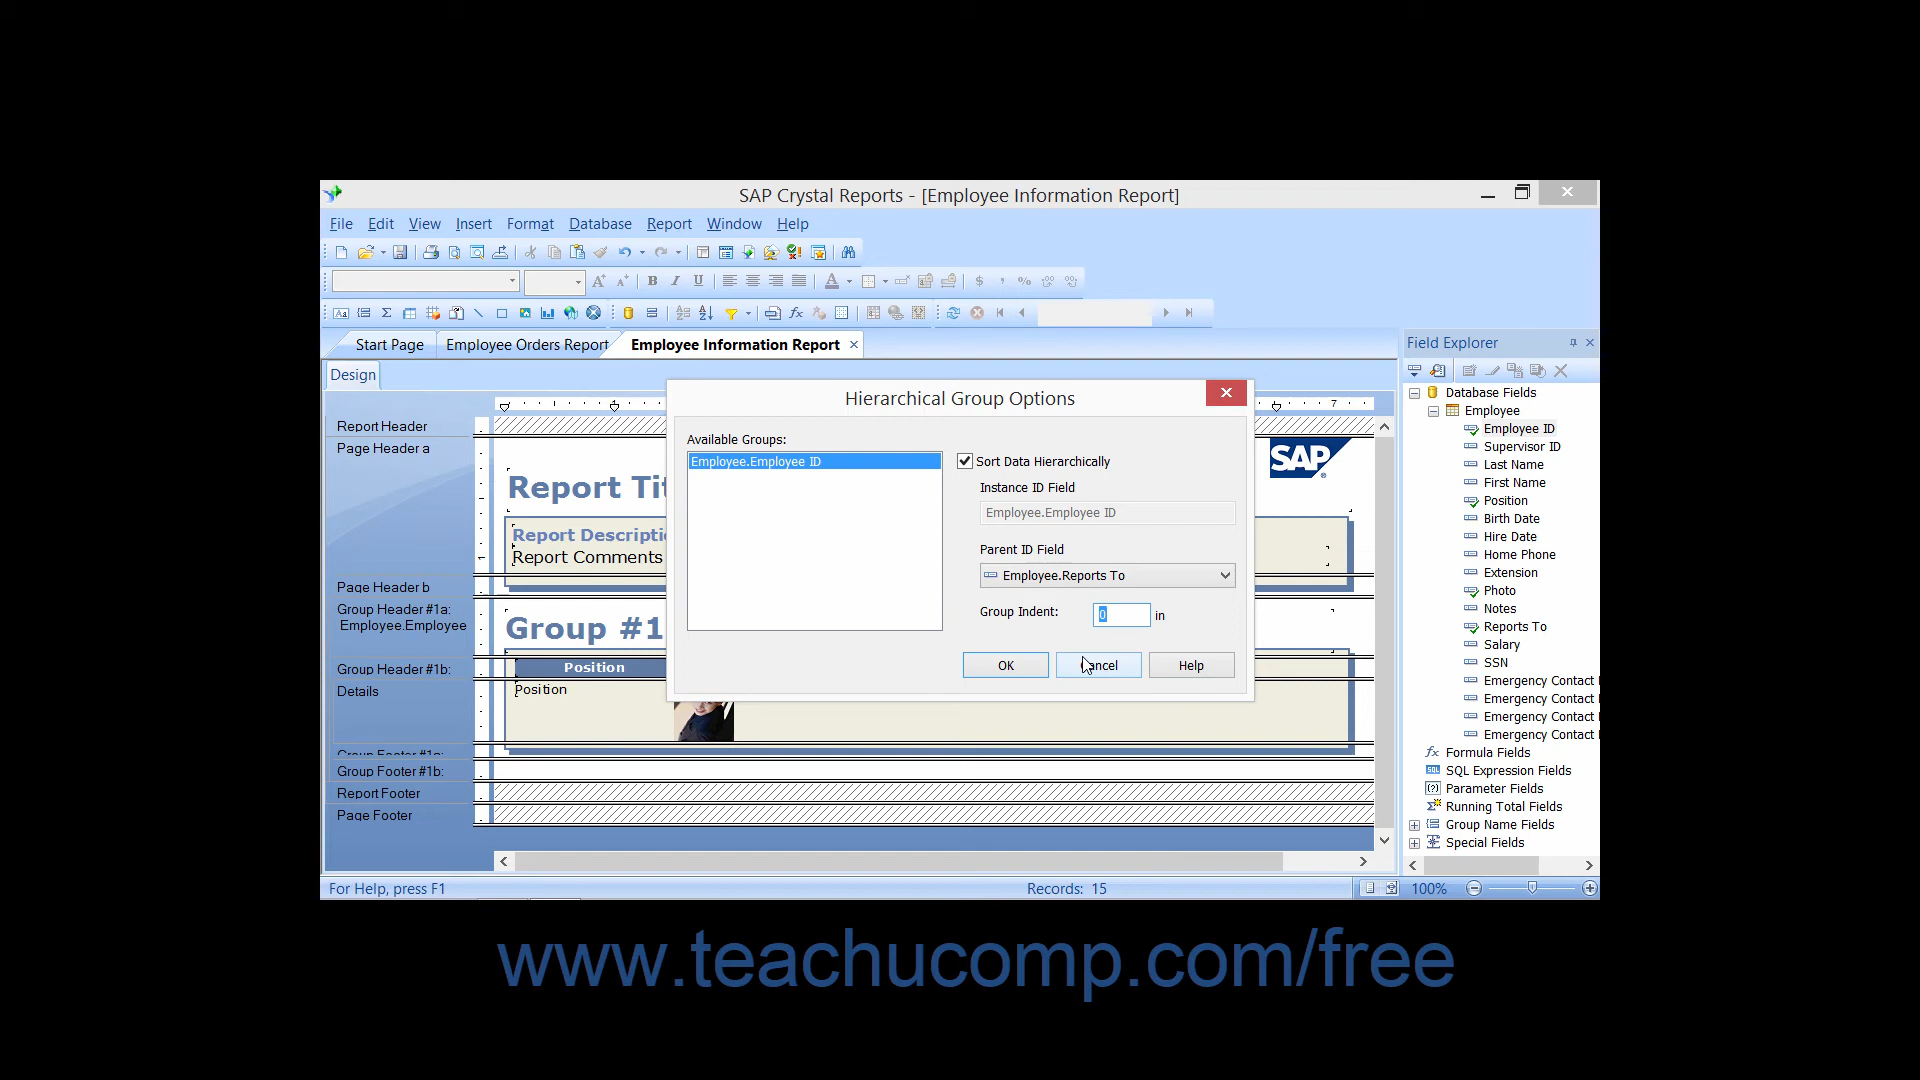 SAP Crystal Reports - [Employee Information Report]
File Edit View Insert Format Database Report Window Help
Start Page Employee Orders Report Employee Information Report
Design
Field Explorer
Hierarchical Group Options
Available Groups:
Employee.Employee ID
Sort Data Hierarchically
Instance ID Field
Employee.Employee ID
Parent ID Field
Employee.Reports To
Group Indent: 0 in
OK Cancel Help
7
Report Header
Page Header a
Report Tit
SAP
Report Descripti
Report Comments
Page Header b
Group Header #1a:
Employee.Employee
Group #1
Group Header #1b:
Position
Details
Position
Group Footer #1a:
Group Footer #1b:
Report Footer
Page Footer
Database Fields
Employee
Employee ID
Supervisor ID
Last Name
First Name
Position
Birth Date
Hire Date
Home Phone
Extension
Photo
Notes
Reports To
Salary
SSN
Emergency Contact
Emergency Contact
Emergency Contact
Emergency Contact
Formula Fields
SQL Expression Fields
Parameter Fields
Running Total Fields
Group Name Fields
Special Fields
For Help, press F1
Records: 15
100%
www.teachucomp.com/free